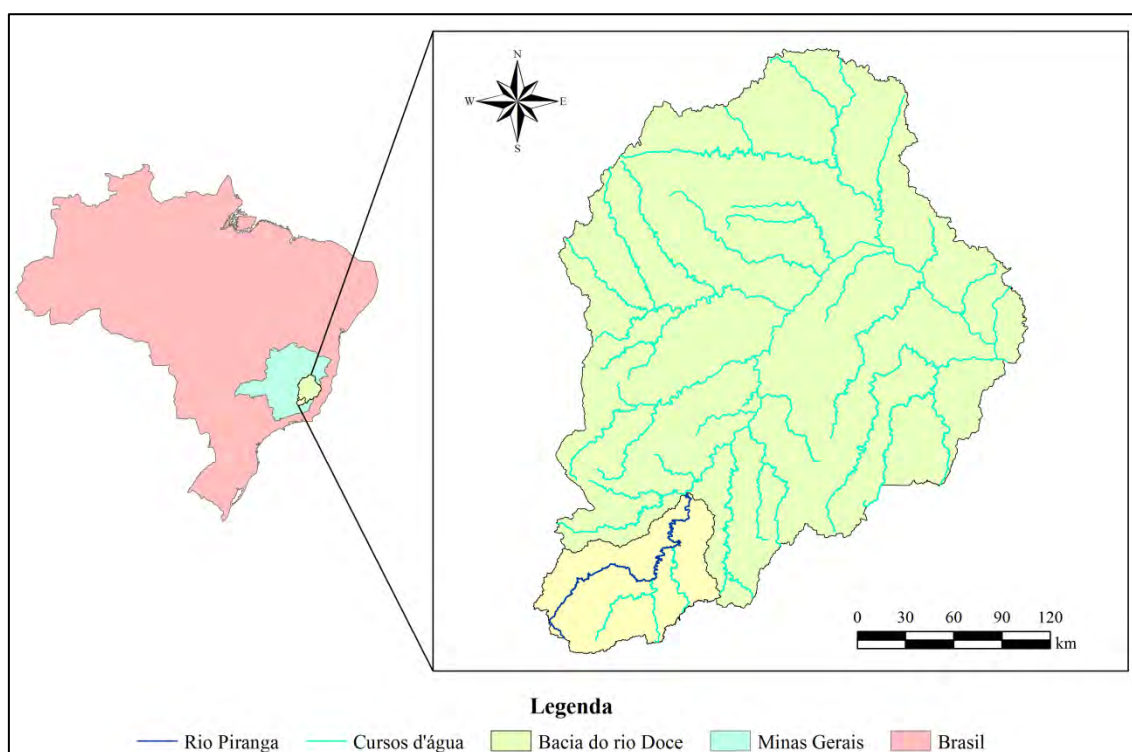 N
W E
S
0 30 60 90 120
km
Legenda
Rio Piranga Cursos d'água Bacia do rio Doce Minas Gerais Brasil